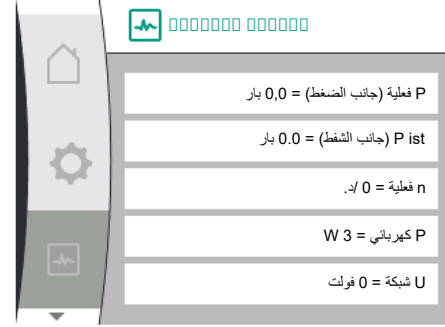 P فعلية (جانب الضغط) = 0,0 بار
P ist (جانب الشفط) = 0.0 بار
n فعلية = 0 /د.
P كهربائي = 3 W
U شبكة = 0 فولت